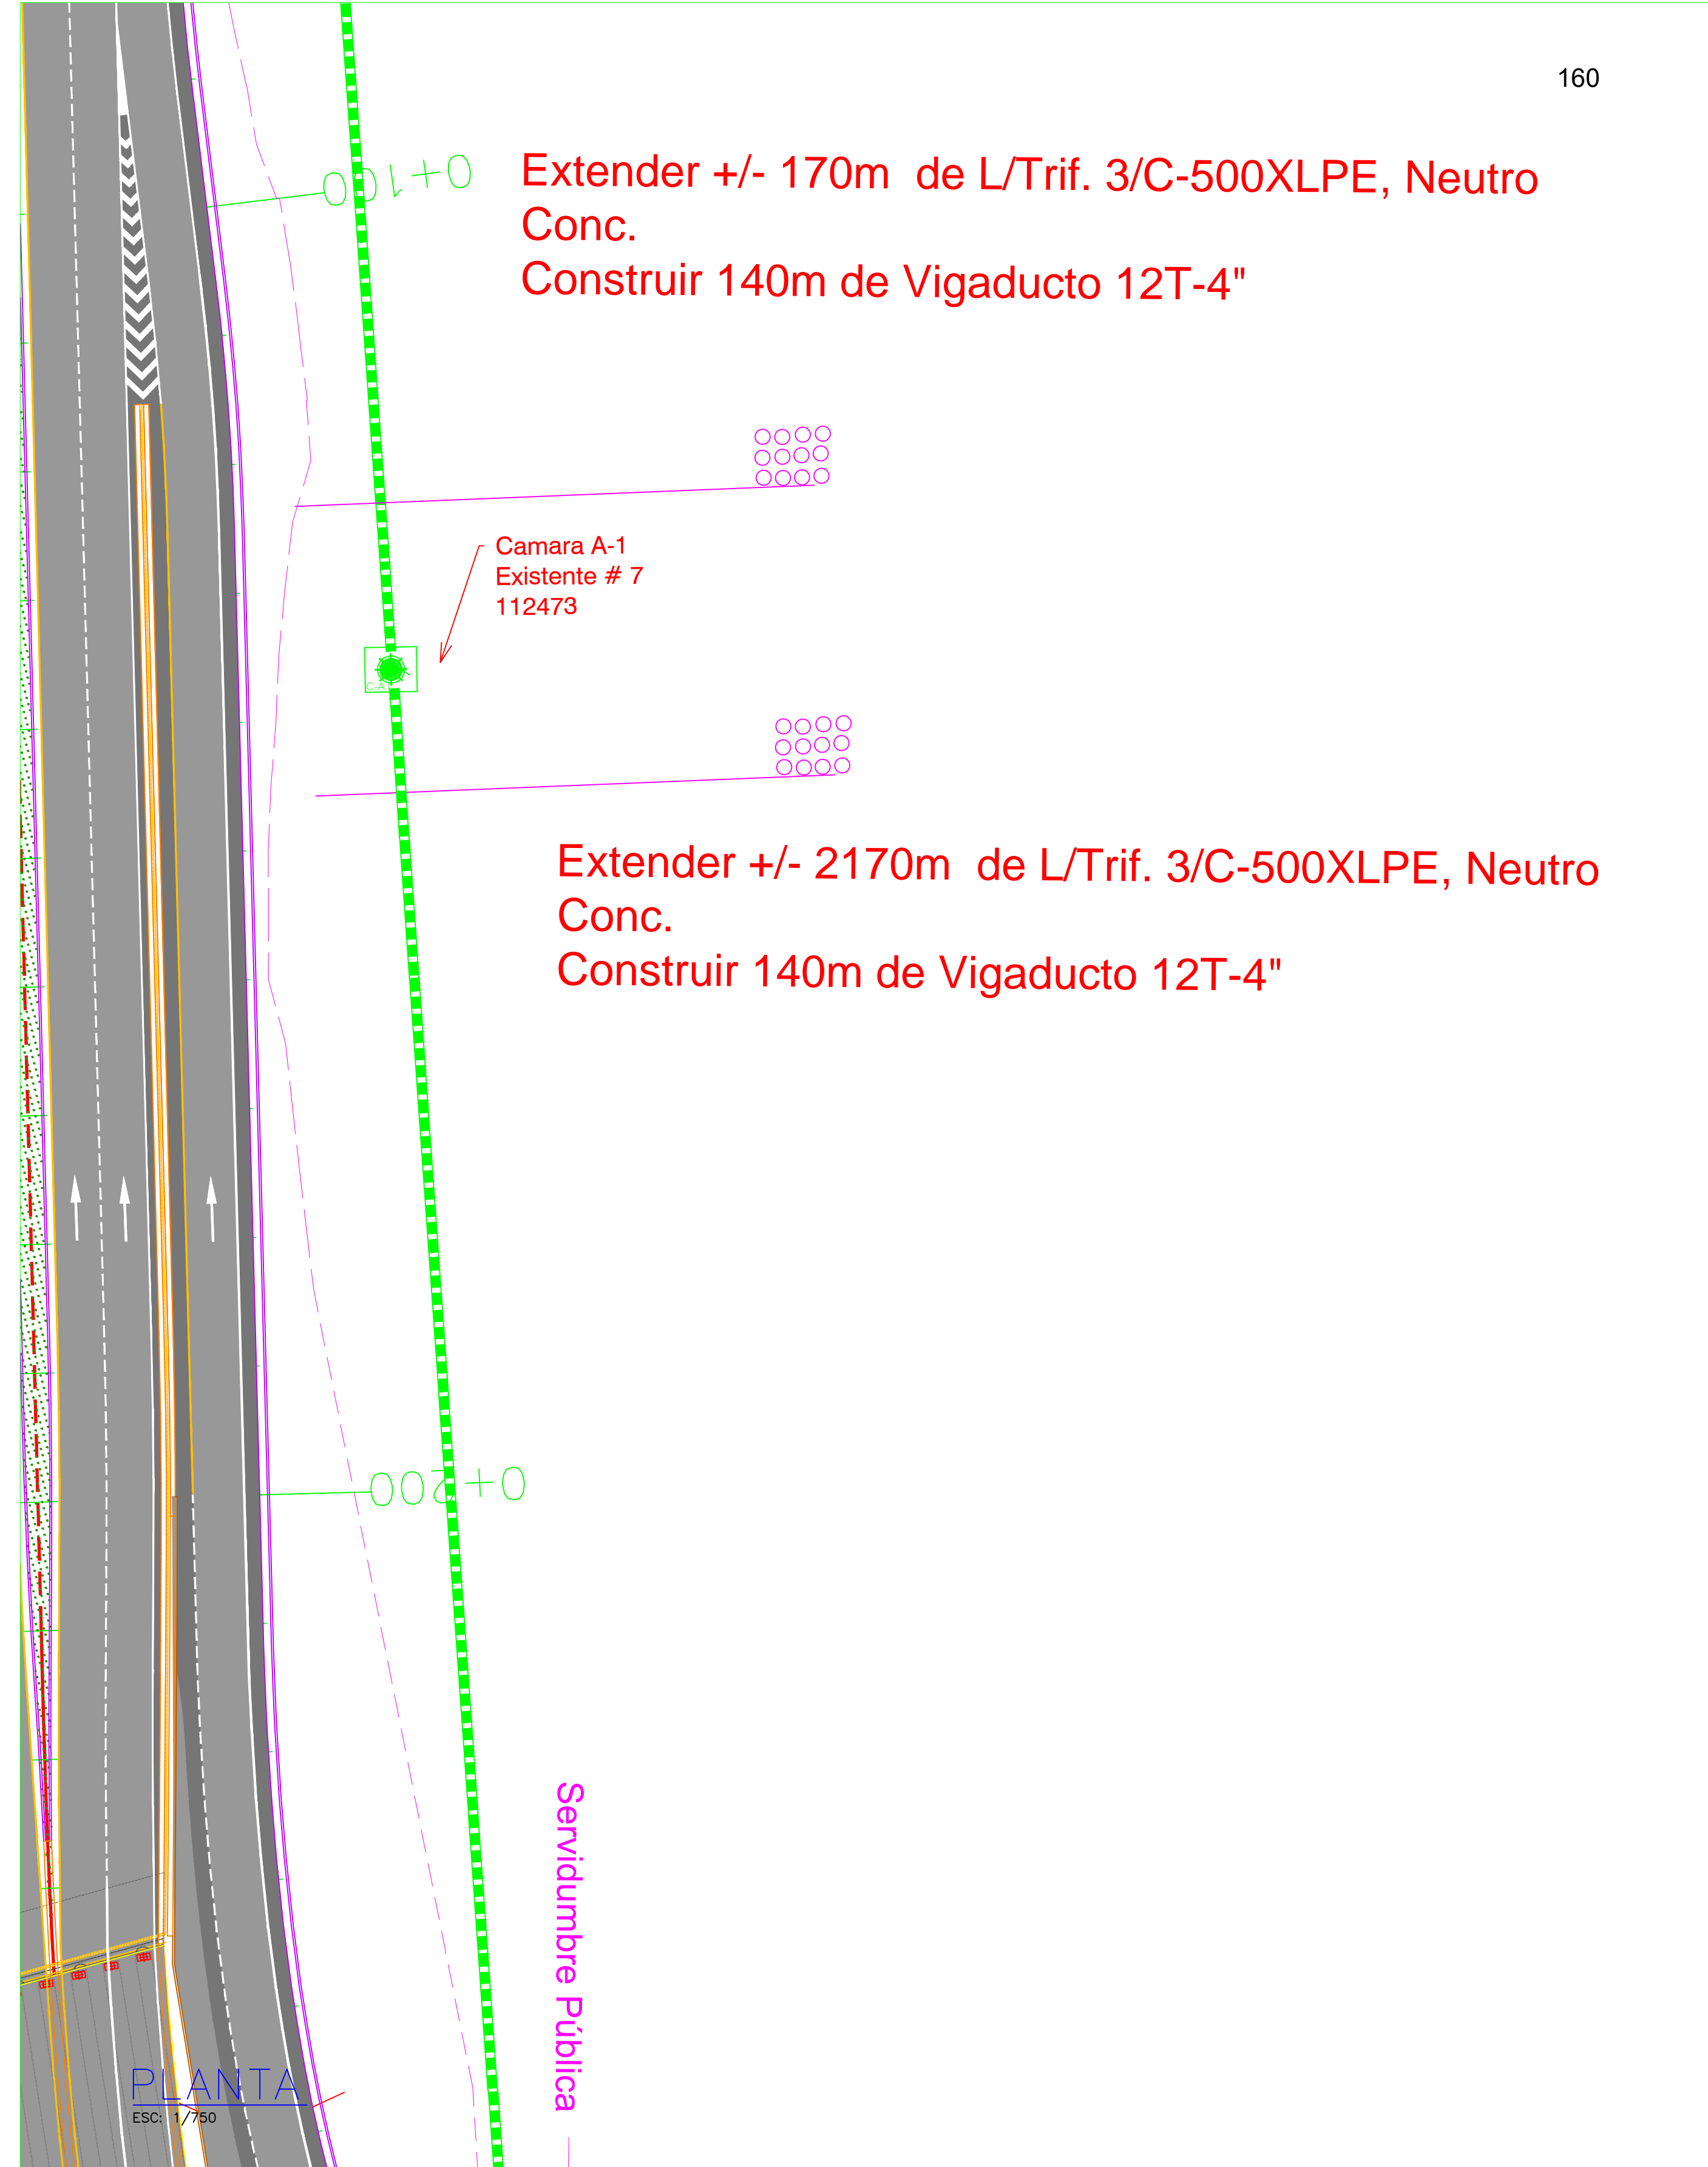 160
0+100
Extender +/- 170m de L/Trif. 3/C-500XLPE, Neutro
Conc.
Construir 140m de Vigaducto 12T-4"
Camara A-1
Existente # 7
112473
Extender +/- 2170m de L/Trif. 3/C-500XLPE, Neutro
Conc.
Construir 140m de Vigaducto 12T-4"
0+200
Servidumbre Pública
PLANTA
ESC: 1/750